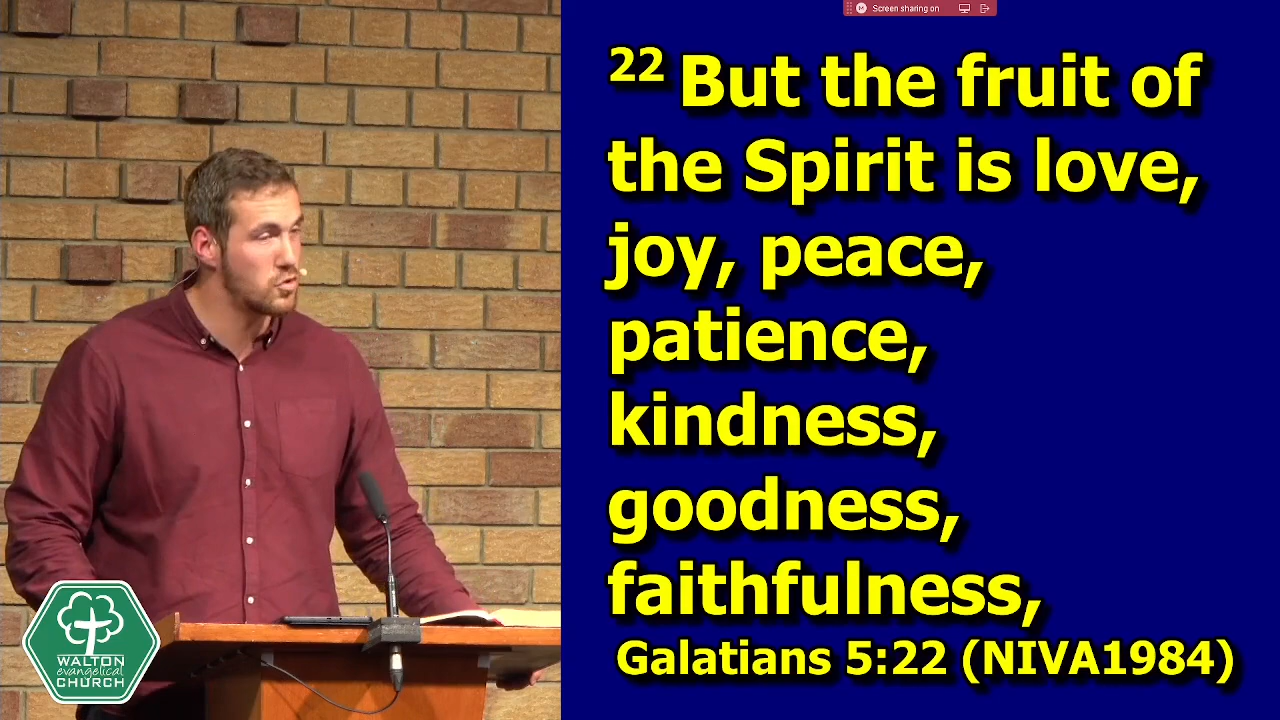 Screen sharing on
22 But the fruit of
the Spirit is love,
joy, peace,
patience,
kindness,
goodness,
faithfulness,
Galatians 5:22 (NIVA1984)
WALTON
evangelical
CHURCH